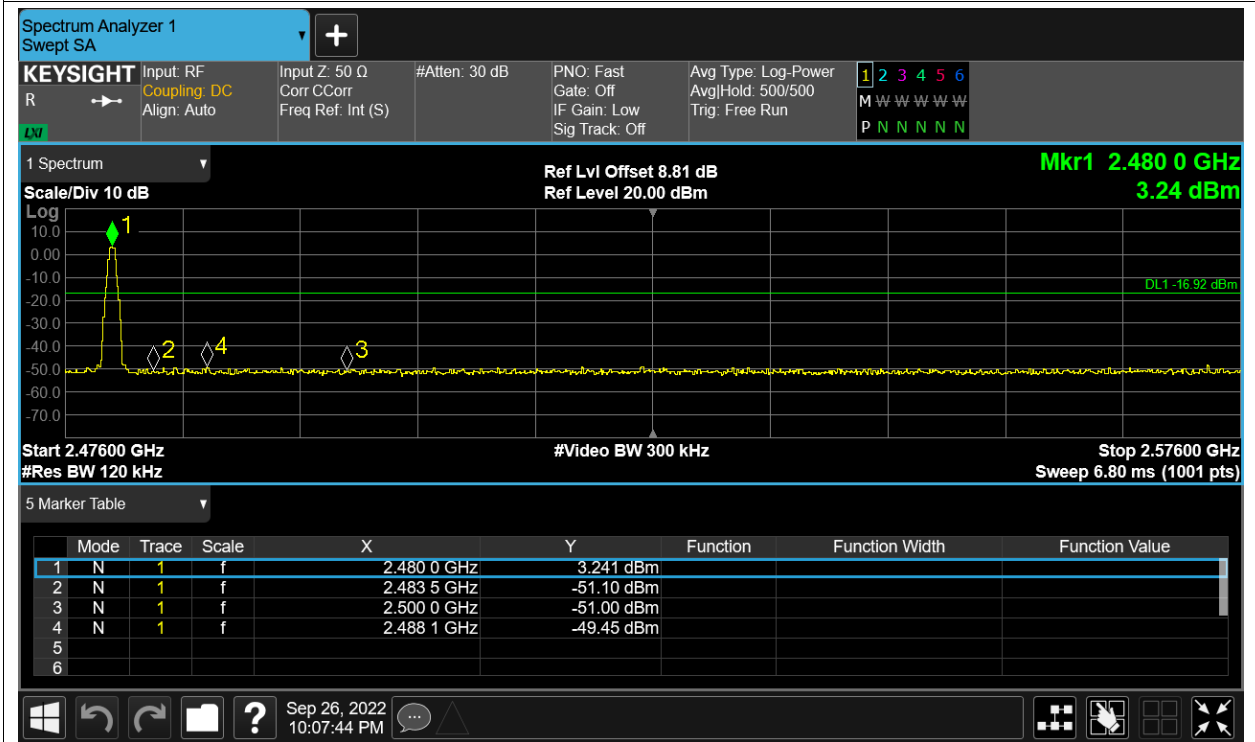 Spectrum Analyzer 1
Swept SA
+
KEYSIGHT Input: RF Input Z: 50 Ω #Atten: 30 dB PNO: Fast Avg Type: Log-Power 1 2 3 4 5 6
R Coupling: DC Corr CCorr Gate: Off Avg|Hold: 500/500 M W W W W W
Align: Auto Freq Ref: Int (S) IF Gain: Low Trig: Free Run
LXI Sig Track: Off P N N N N N
1 Spectrum Ref Lvl Offset 8.81 dB Mkr1 2.480 0 GHz
Scale/Div 10 dB Ref Level 20.00 dBm 3.24 dBm
Log
1
10.0
0.00
-10.0
DL1 -16.92 dBm
-20.0
-30.0
-40.0
2 4 3
-50.0
-60.0
-70.0
Start 2.47600 GHz #Video BW 300 kHz Stop 2.57600 GHz
#Res BW 120 kHz Sweep 6.80 ms (1001 pts)
5 Marker Table
Mode Trace Scale X Y Function Function Width Function Value
1 N 1 f 2.480 0 GHz 3.241 dBm
2 N 1 f 2.483 5 GHz -51.10 dBm
3 N 1 f 2.500 0 GHz -51.00 dBm
4 N 1 f 2.488 1 GHz -49.45 dBm
5
6
? Sep 26, 2022
10:07:44 PM